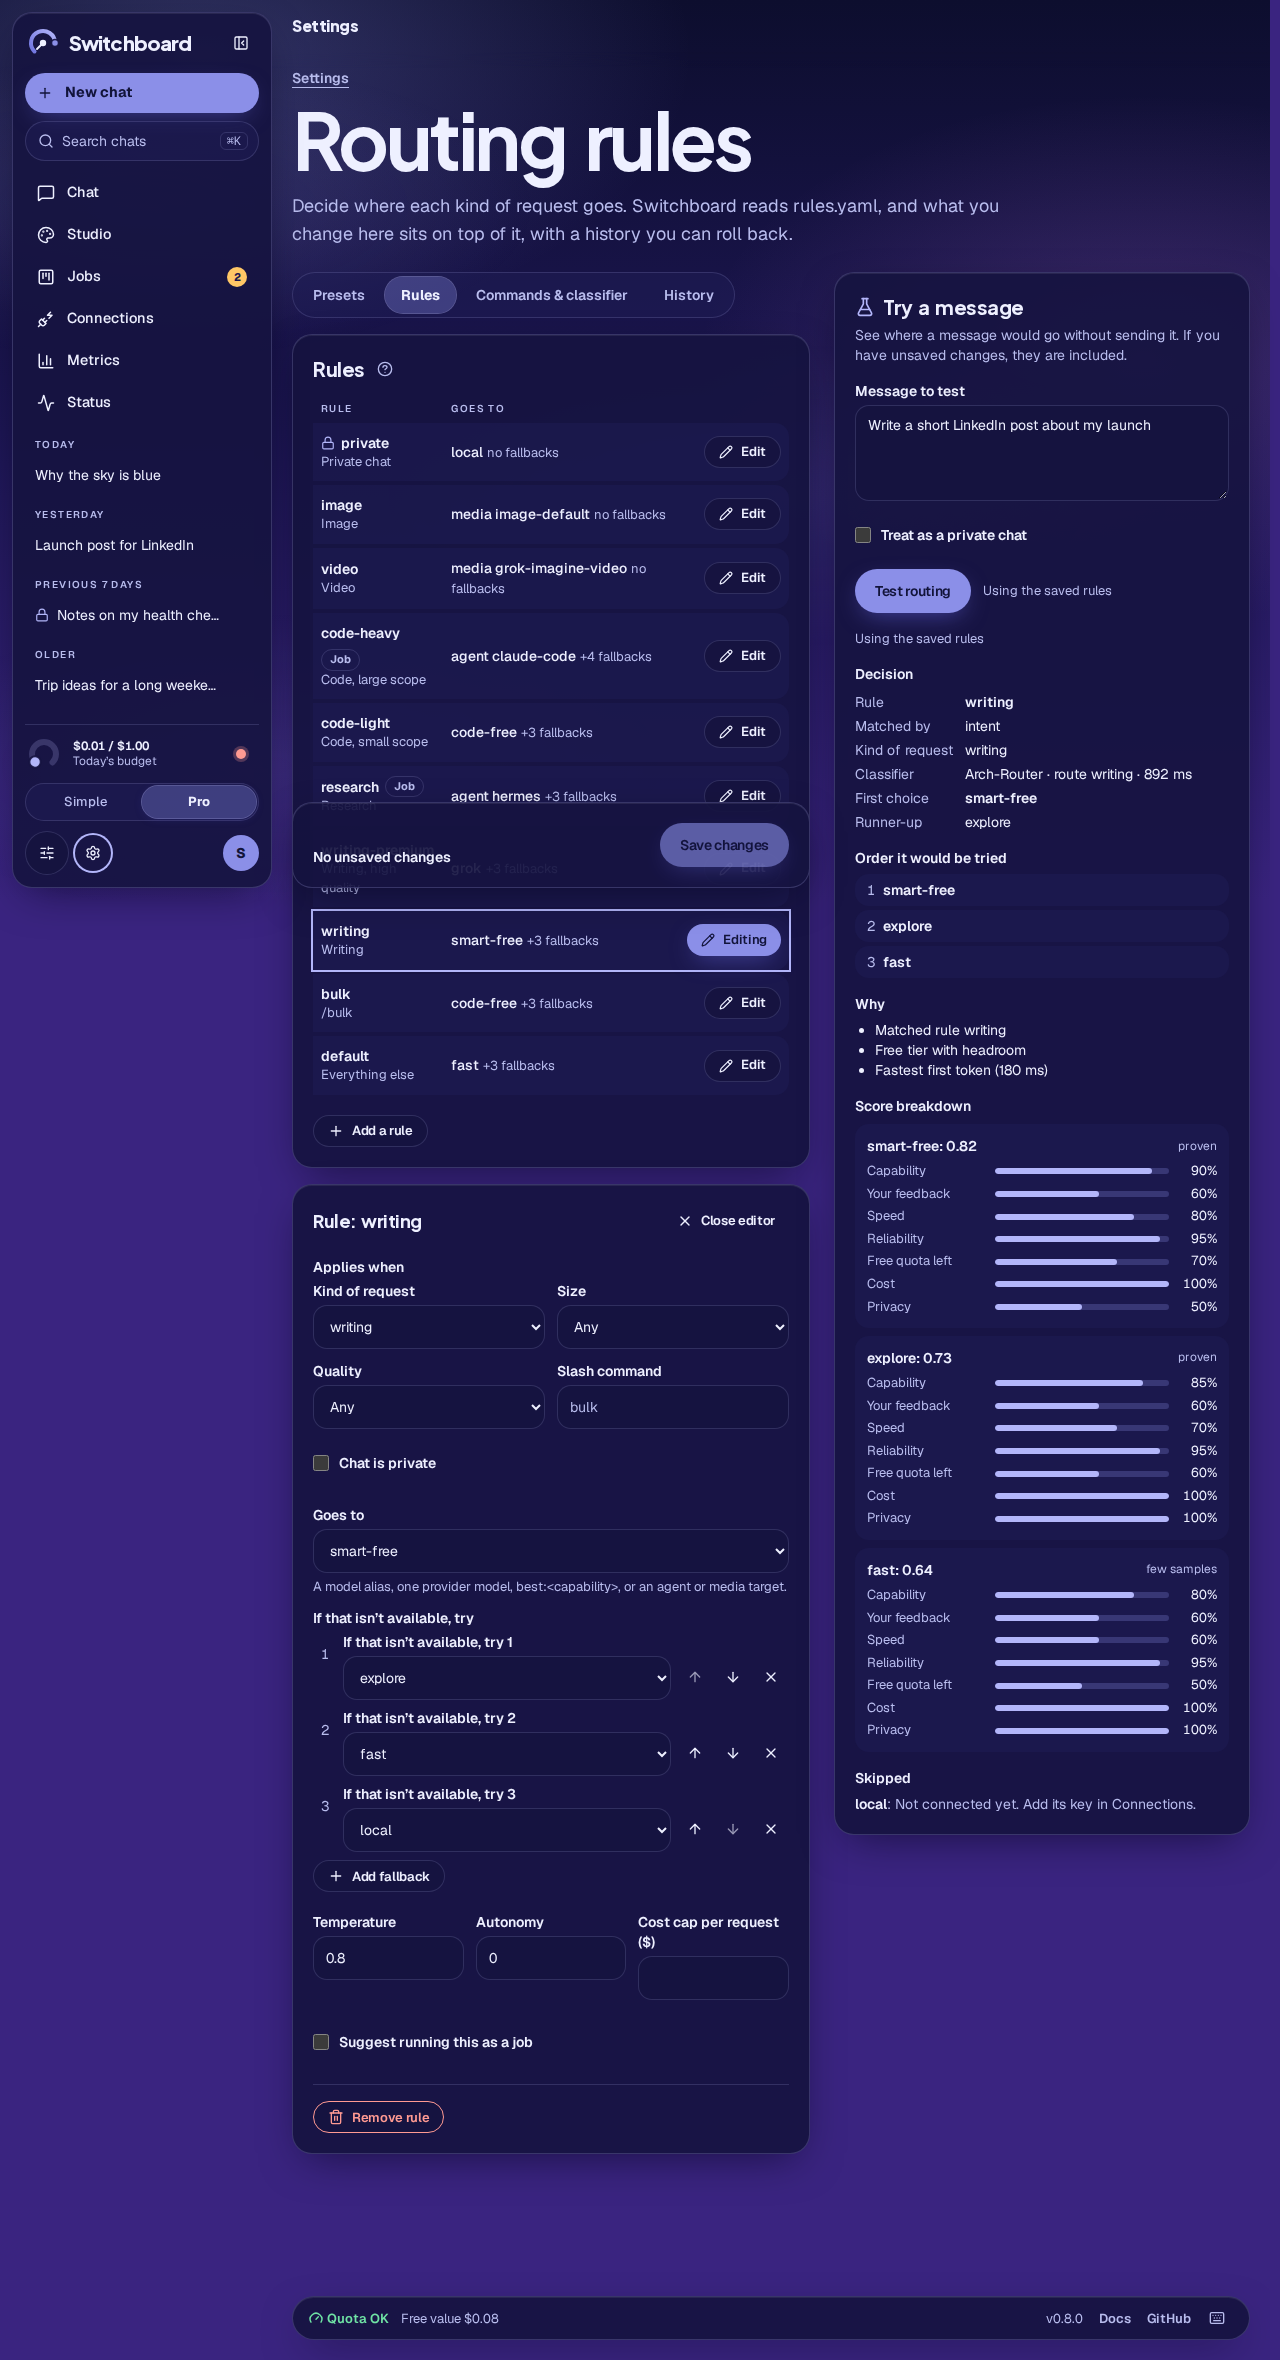 Switchboard
New chat
Search chats
⌘K
Chat
Studio
Jobs
2
Connections
Metrics
Status
TODAY
Why the sky is blue
YESTERDAY
Launch post for LinkedIn
PREVIOUS 7 DAYS
Notes on my health che...
OLDER
Trip ideas for a long weeke...
$0.01 / $1.00
Today's budget
Simple
Pro
S
Settings
Settings
Routing rules
Decide where each kind of request goes. Switchboard reads rules.yaml, and what you
change here sits on top of it, with a history you can roll back.
Presets
Rules
Commands & classifier
History
Rules
RULE
GOES TO
private
Private chat
local no fallbacks
Edit
image
Image
media image-default no fallbacks
Edit
video
Video
media grok-imagine-video no
fallbacks
Edit
code-heavy
Job
Code, large scope
agent claude-code +4 fallbacks
Edit
code-light
Code, small scope
code-free +3 fallbacks
Edit
research
Job
Research
agent hermes +3 fallbacks
Edit
writing-premium
Writing, high
quality
grok +3 fallbacks
Edit
No unsaved changes
Save changes
writing
Writing
smart-free +3 fallbacks
Editing
bulk
/bulk
code-free +3 fallbacks
Edit
default
Everything else
fast +3 fallbacks
Edit
Add a rule
Rule: writing
Close editor
Applies when
Kind of request
Size
writing
Any
Quality
Slash command
Any
bulk
Chat is private
Goes to
smart-free
A model alias, one provider model, best:<capability>, or an agent or media target.
If that isn't available, try
1
If that isn't available, try 1
explore
2
If that isn't available, try 2
fast
3
If that isn't available, try 3
local
Add fallback
Temperature
Autonomy
Cost cap per request
($)
0.8
0
Suggest running this as a job
Remove rule
Try a message
See where a message would go without sending it. If you
have unsaved changes, they are included.
Message to test
Write a short LinkedIn post about my launch
Treat as a private chat
Test routing
Using the saved rules
Using the saved rules
Decision
Rule writing
Matched by intent
Kind of request writing
Classifier Arch-Router · route writing · 892 ms
First choice smart-free
Runner-up explore
Order it would be tried
1 smart-free
2 explore
3 fast
Why
• Matched rule writing
• Free tier with headroom
• Fastest first token (180 ms)
Score breakdown
smart-free: 0.82 proven
Capability 90%
Your feedback 60%
Speed 80%
Reliability 95%
Free quota left 70%
Cost 100%
Privacy 50%
explore: 0.73 proven
Capability 85%
Your feedback 60%
Speed 70%
Reliability 95%
Free quota left 60%
Cost 100%
Privacy 100%
fast: 0.64 few samples
Capability 80%
Your feedback 60%
Speed 60%
Reliability 95%
Free quota left 50%
Cost 100%
Privacy 100%
Skipped
local: Not connected yet. Add its key in Connections.
Quota OK
Free value $0.08
v0.8.0
Docs
GitHub